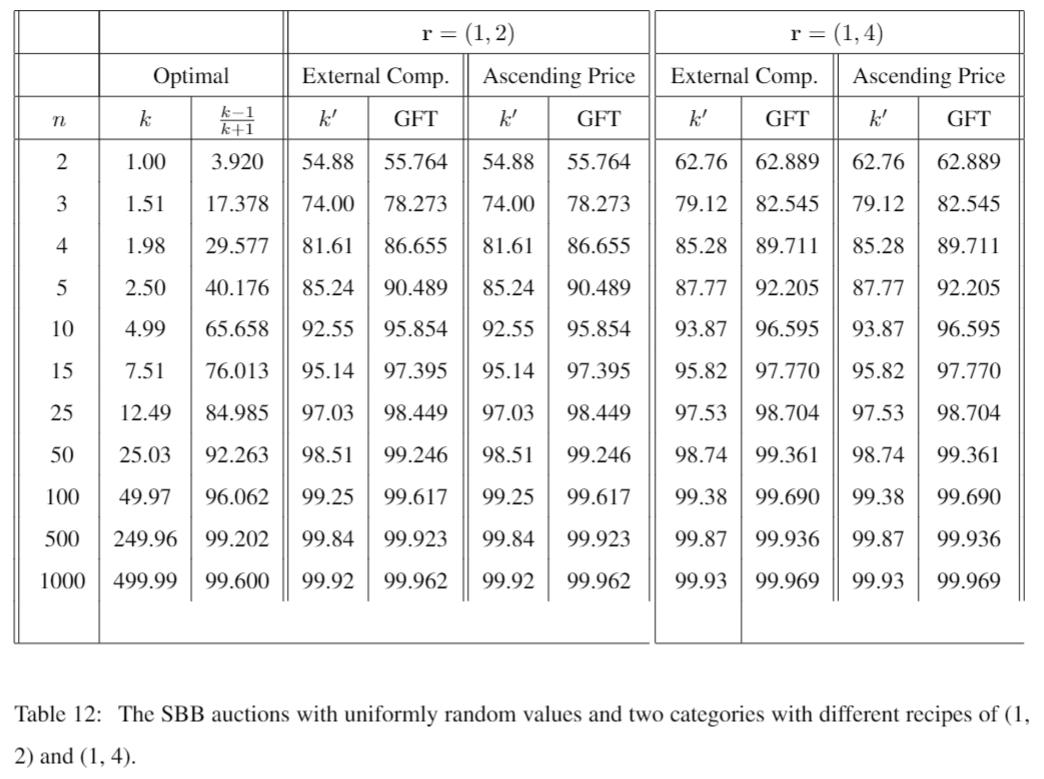 r = (1, 2) r = (1, 4)
Optimal External Comp. Ascending Price External Comp. Ascending Price
n k k−1/k+1 k′ GFT k′ GFT k′ GFT k′ GFT
2 1.00 3.920 54.88 55.764 54.88 55.764 62.76 62.889 62.76 62.889
3 1.51 17.378 74.00 78.273 74.00 78.273 79.12 82.545 79.12 82.545
4 1.98 29.577 81.61 86.655 81.61 86.655 85.28 89.711 85.28 89.711
5 2.50 40.176 85.24 90.489 85.24 90.489 87.77 92.205 87.77 92.205
10 4.99 65.658 92.55 95.854 92.55 95.854 93.87 96.595 93.87 96.595
15 7.51 76.013 95.14 97.395 95.14 97.395 95.82 97.770 95.82 97.770
25 12.49 84.985 97.03 98.449 97.03 98.449 97.53 98.704 97.53 98.704
50 25.03 92.263 98.51 99.246 98.51 99.246 98.74 99.361 98.74 99.361
100 49.97 96.062 99.25 99.617 99.25 99.617 99.38 99.690 99.38 99.690
500 249.96 99.202 99.84 99.923 99.84 99.923 99.87 99.936 99.87 99.936
1000 499.99 99.600 99.92 99.962 99.92 99.962 99.93 99.969 99.93 99.969
Table 12: The SBB auctions with uniformly random values and two categories with different recipes of (1,
2) and (1, 4).